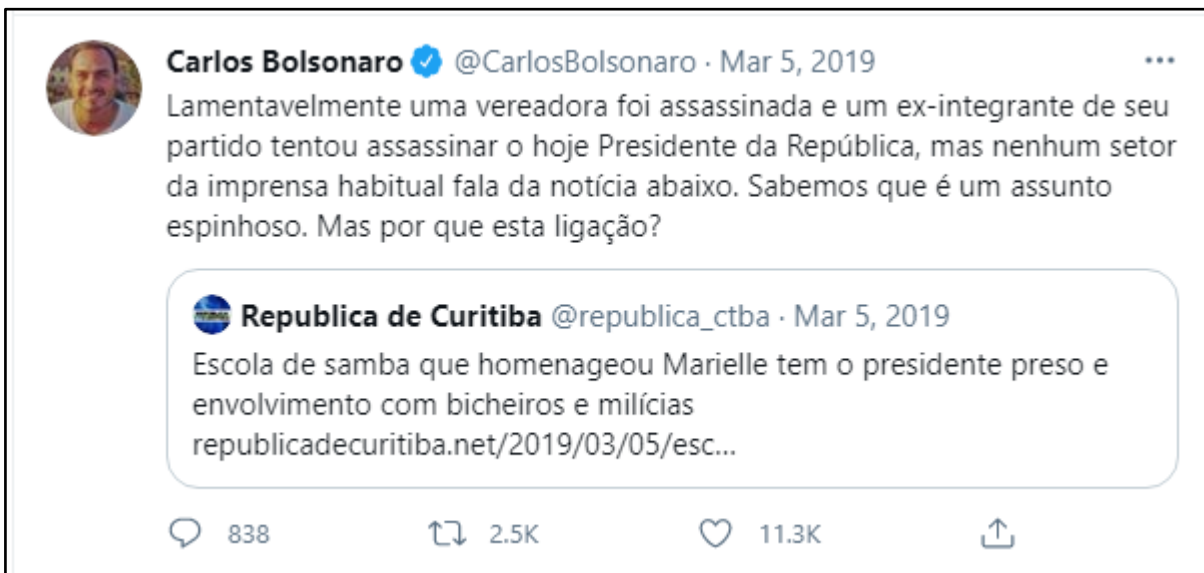 Carlos Bolsonaro @CarlosBolsonaro · Mar 5, 2019
Lamentavelmente uma vereadora foi assassinada e um ex-integrante de seu
partido tentou assassinar o hoje Presidente da República, mas nenhum setor
da imprensa habitual fala da notícia abaixo. Sabemos que é um assunto
espinhoso. Mas por que esta ligação?
Republica de Curitiba @republica_ctba · Mar 5, 2019
Escola de samba que homenageou Marielle tem o presidente preso e
envolvimento com bicheiros e milícias
republicadecuritiba.net/2019/03/05/esc...
838 2.5K 11.3K